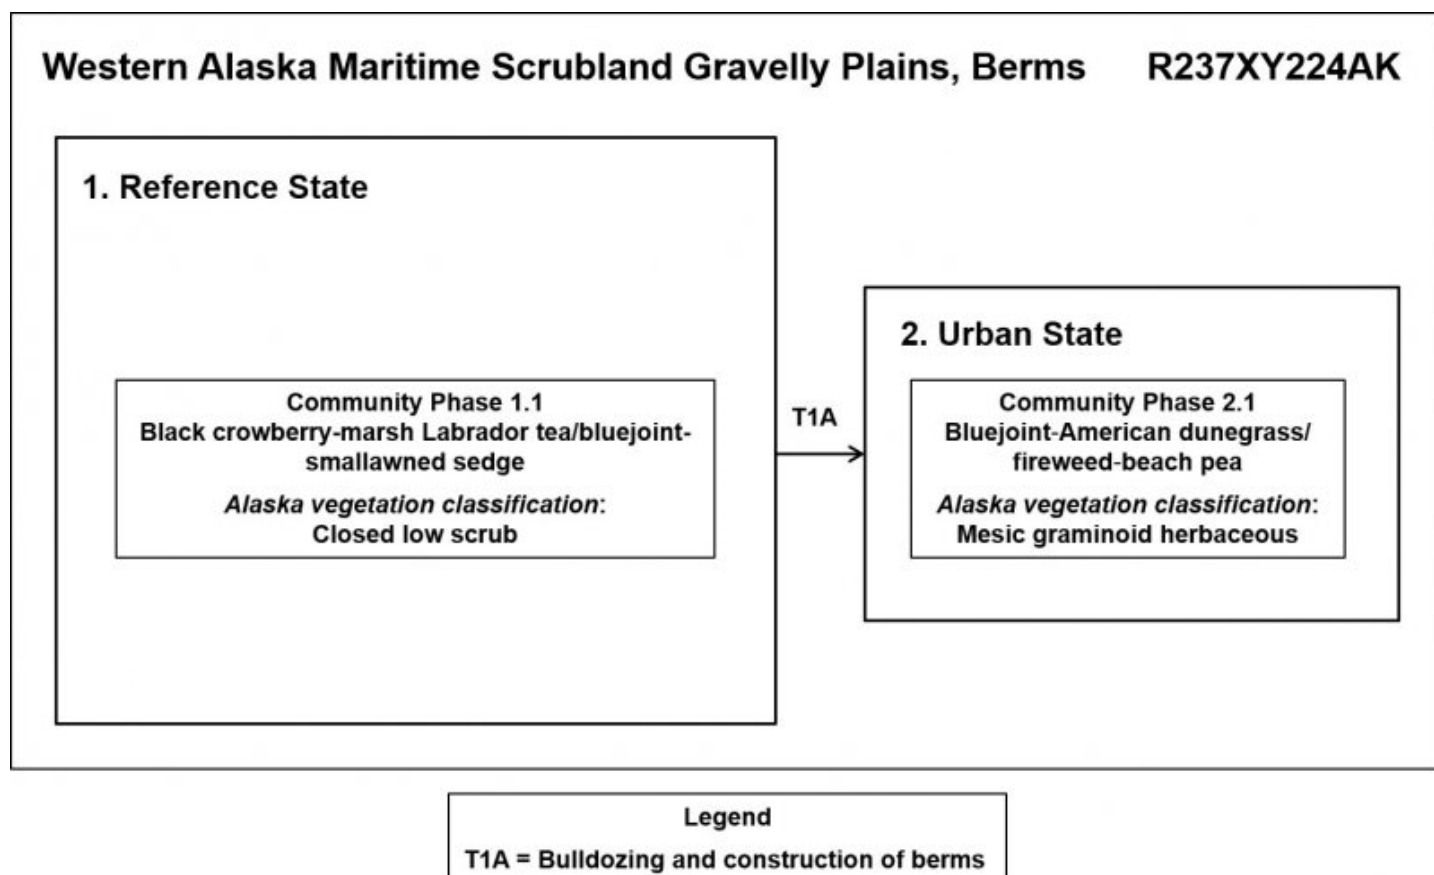 Western Alaska Maritime Scrubland Gravelly Plains, Berms R237XY224AK
1. Reference State
Community Phase 1.1
Black crowberry-marsh Labrador tea/bluejoint-
smallawned sedge
Alaska vegetation classification:
Closed low scrub
T1A
2. Urban State
Community Phase 2.1
Bluejoint-American dunegrass/
fireweed-beach pea
Alaska vegetation classification:
Mesic graminoid herbaceous
Legend
T1A = Bulldozing and construction of berms